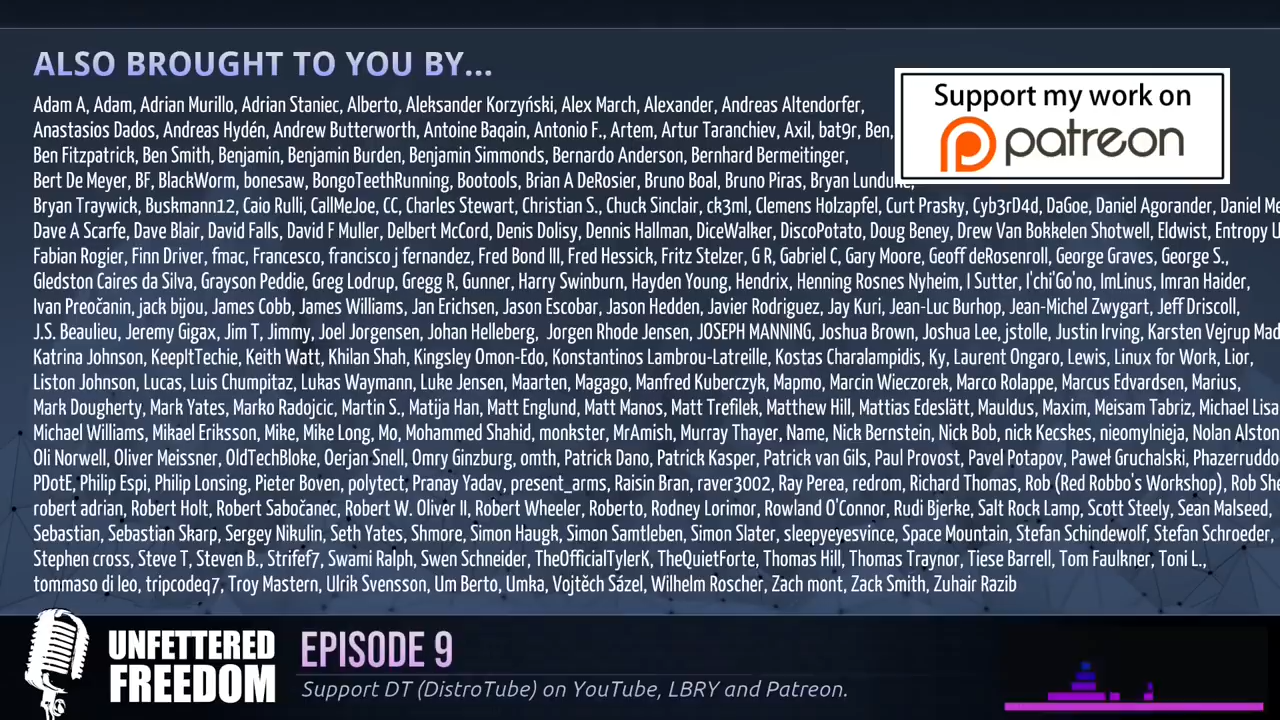 ALSO BROUGHT TO YOU BY...
Support my work on
patreon
Adam A, Adam, Adrian Murillo, Adrian Staniec, Alberto, Aleksander Korzyński, Alex March, Alexander, Andreas Altendorfer,
Anastasios Dados, Andreas Hydén, Andrew Butterworth, Antoine Baqain, Antonio F., Artem, Artur Taranchiev, Axil, bat9r, Ben,
Ben Fitzpatrick, Ben Smith, Benjamin, Benjamin Burden, Benjamin Simmonds, Bernardo Anderson, Bernhard Bermeitinger,
Bert De Meyer, BF, BlackWorm, bonesaw, BongoTeethRunning, Bootools, Brian A DeRosier, Bruno Boal, Bruno Piras, Bryan Lunduke,
Bryan Traywick, Buskmann12, Caio Rulli, CallMeJoe, CC, Charles Stewart, Christian S., Chuck Sinclair, ck3ml, Clemens Holzapfel, Curt Prasky, Cyb3rD4d, DaGoe, Daniel Agorander, Daniel Me
Dave A Scarfe, Dave Blair, David Falls, David F Muller, Delbert McCord, Denis Dolisy, Dennis Hallman, DiceWalker, DiscoPotato, Doug Beney, Drew Van Bokkelen Shotwell, Eldwist, Entropy U
Fabian Rogier, Finn Driver, fmac, Francesco, francisco j fernandez, Fred Bond III, Fred Hessick, Fritz Stelzer, G R, Gabriel C, Gary Moore, Geoff deRosenroll, George Graves, George S.,
Gledston Caires da Silva, Grayson Peddie, Greg Lodrup, Gregg R, Gunner, Harry Swinburn, Hayden Young, Hendrix, Henning Rosnes Nyheim, I Sutter, I'chi'Go'no, ImLinus, Imran Haider,
Ivan Preočanin, jack bijou, James Cobb, James Williams, Jan Erichsen, Jason Escobar, Jason Hedden, Javier Rodriguez, Jay Kuri, Jean-Luc Burhop, Jean-Michel Zwygart, Jeff Driscoll,
J.S. Beaulieu, Jeremy Gigax, Jim T, Jimmy, Joel Jorgensen, Johan Helleberg, Jorgen Rhode Jensen, JOSEPH MANNING, Joshua Brown, Joshua Lee, jstolle, Justin Irving, Karsten Vejrup Mad
Katrina Johnson, KeepItTechie, Keith Watt, Khilan Shah, Kingsley Omon-Edo, Konstantinos Lambrou-Latreille, Kostas Charalampidis, Ky, Laurent Ongaro, Lewis, Linux for Work, Lior,
Liston Johnson, Lucas, Luis Chumpitaz, Lukas Waymann, Luke Jensen, Maarten, Magago, Manfred Kuberczyk, Mapmo, Marcin Wieczorek, Marco Rolappe, Marcus Edvardsen, Marius,
Mark Dougherty, Mark Yates, Marko Radojcic, Martin S., Matija Han, Matt Englund, Matt Manos, Matt Trefilek, Matthew Hill, Mattias Edeslätt, Mauldus, Maxim, Meisam Tabriz, Michael Lisa
Michael Williams, Mikael Eriksson, Mike, Mike Long, Mo, Mohammed Shahid, monkster, MrAmish, Murray Thayer, Name, Nick Bernstein, Nick Bob, nick Kecskes, nieomylnieja, Nolan Alston
Oli Norwell, Oliver Meissner, OldTechBloke, Oerjan Snell, Omry Ginzburg, omth, Patrick Dano, Patrick Kasper, Patrick van Gils, Paul Provost, Pavel Potapov, Paweł Gruchalski, Phazerruddo
PDotE, Philip Espi, Philip Lonsing, Pieter Boven, polytect, Pranay Yadav, present_arms, Raisin Bran, raver3002, Ray Perea, redrom, Richard Thomas, Rob (Red Robbo's Workshop), Rob She
robert adrian, Robert Holt, Robert Sabočanec, Robert W. Oliver II, Robert Wheeler, Roberto, Rodney Lorimor, Rowland O'Connor, Rudi Bjerke, Salt Rock Lamp, Scott Steely, Sean Malseed,
Sebastian, Sebastian Skarp, Sergey Nikulin, Seth Yates, Shmore, Simon Haugk, Simon Samtleben, Simon Slater, sleepyeyesvince, Space Mountain, Stefan Schindewolf, Stefan Schroeder,
Stephen cross, Steve T, Steven B., Strifef7, Swami Ralph, Swen Schneider, TheOfficialTylerK, TheQuietForte, Thomas Hill, Thomas Traynor, Tiese Barrell, Tom Faulkner, Toni L.,
tommaso di leo, tripcodeq7, Troy Mastern, Ulrik Svensson, Um Berto, Umka, Vojtěch Sázel, Wilhelm Roscher, Zach mont, Zack Smith, Zuhair Razib
UNFETTERED
FREEDOM
EPISODE 9
Support DT (DistroTube) on YouTube, LBRY and Patreon.